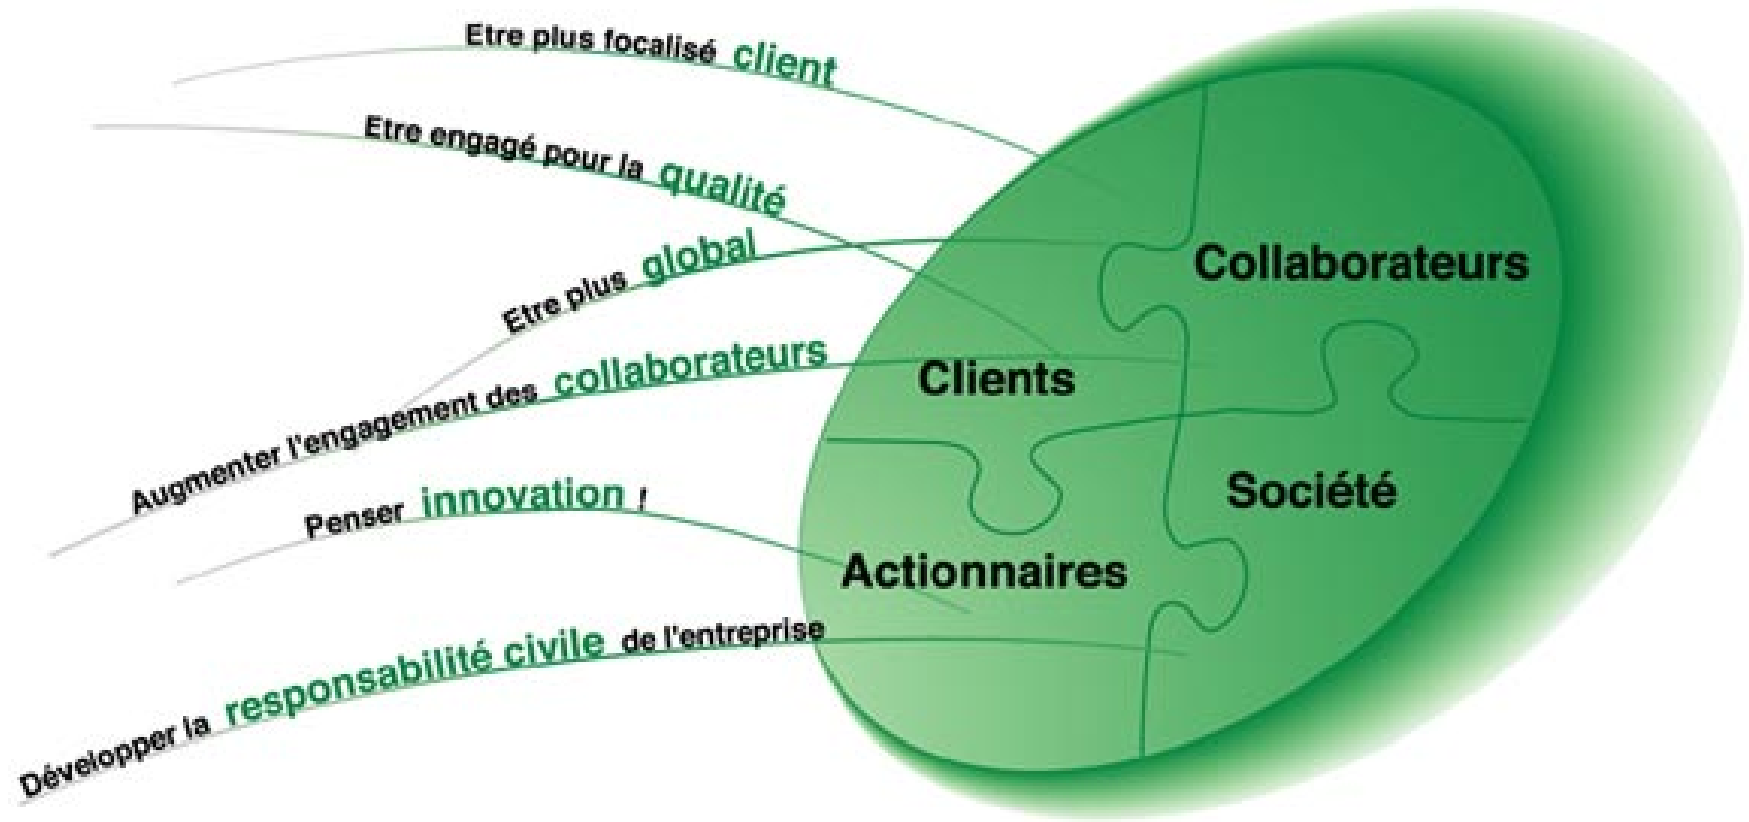 Etre plus focalisé client
Etre engagé pour la qualité
Etre plus global
Augmenter l'engagement des collaborateurs
Penser innovation !
Développer la responsabilité civile de l'entreprise
Collaborateurs
Clients
Société
Actionnaires